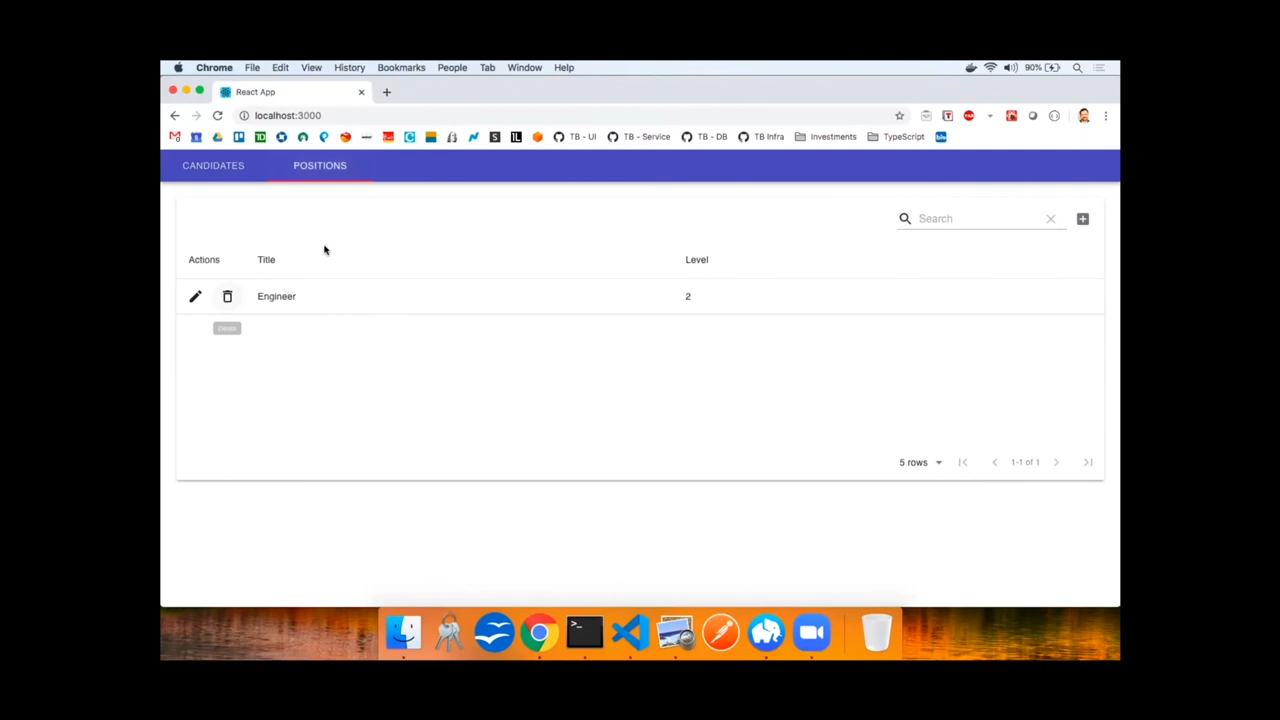 Chrome File Edit View History Bookmarks People Tab Window Help 90%
React App
localhost:3000
TB - UI TB - Service TB - DB TB Infra Investments TypeScript
CANDIDATES POSITIONS
Search
Actions Title Level
Engineer 2
Delete
5 rows 1-1 of 1